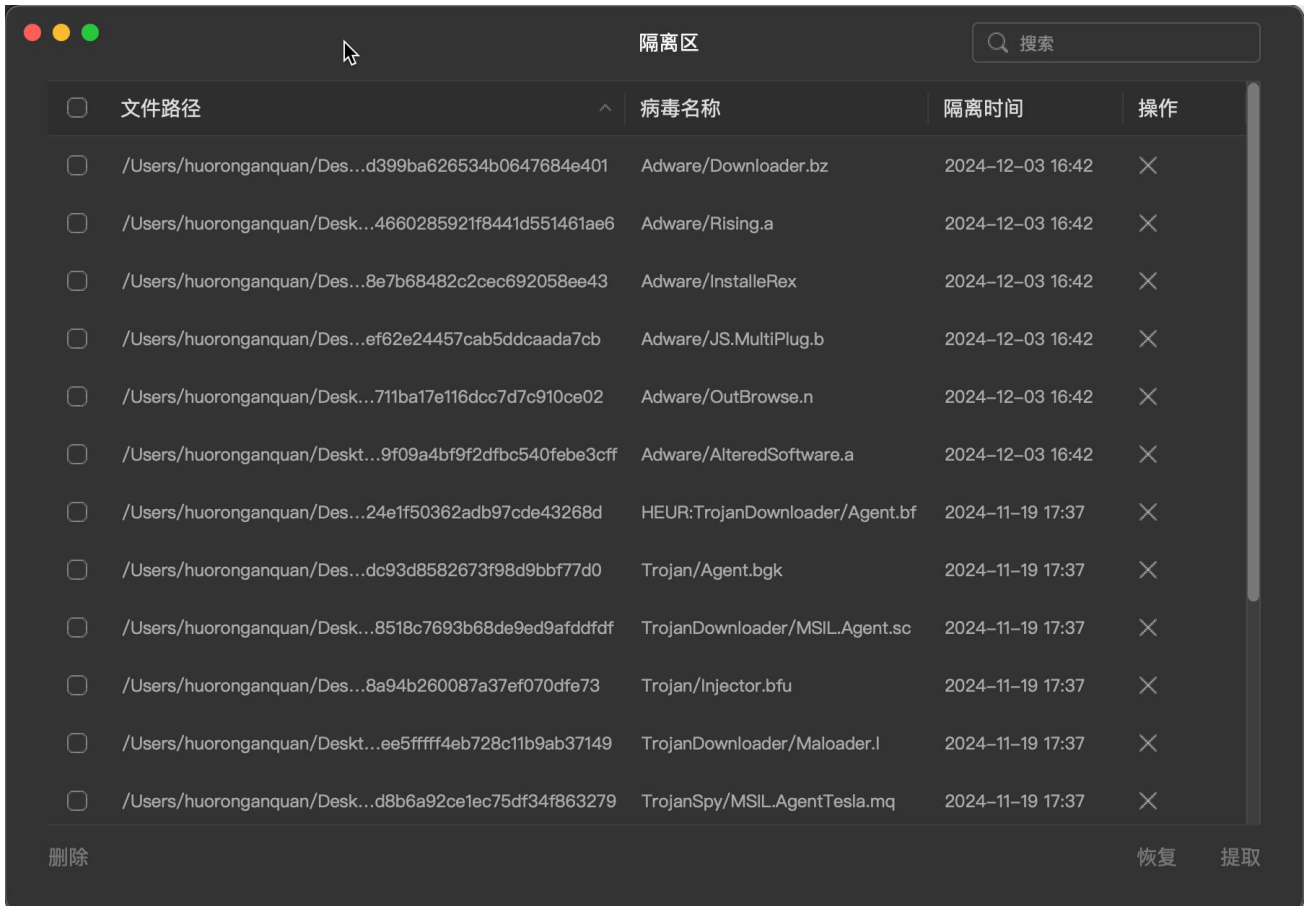 隔离区
搜索
文件路径 病毒名称 隔离时间 操作
/Users/huoronganquan/Des...d399ba626534b0647684e401 Adware/Downloader.bz 2024-12-03 16:42
/Users/huoronganquan/Desk...4660285921f8441d551461ae6 Adware/Rising.a 2024-12-03 16:42
/Users/huoronganquan/Des...8e7b68482c2cec692058ee43 Adware/InstalleRex 2024-12-03 16:42
/Users/huoronganquan/Des...ef62e24457cab5ddcaada7cb Adware/JS.MultiPlug.b 2024-12-03 16:42
/Users/huoronganquan/Desk...711ba17e116dcc7d7c910ce02 Adware/OutBrowse.n 2024-12-03 16:42
/Users/huoronganquan/Deskt...9f09a4bf9f2dfbc540febe3cff Adware/AlteredSoftware.a 2024-12-03 16:42
/Users/huoronganquan/Des...24e1f50362adb97cde43268d HEUR:TrojanDownloader/Agent.bf 2024-11-19 17:37
/Users/huoronganquan/Des...dc93d8582673f98d9bbf77d0 Trojan/Agent.bgk 2024-11-19 17:37
/Users/huoronganquan/Desk...8518c7693b68de9ed9afddfdf TrojanDownloader/MSIL.Agent.sc 2024-11-19 17:37
/Users/huoronganquan/Des...8a94b260087a37ef070dfe73 Trojan/Injector.bfu 2024-11-19 17:37
/Users/huoronganquan/Deskt...ee5fffff4eb728c11b9ab37149 TrojanDownloader/Maloader.l 2024-11-19 17:37
/Users/huoronganquan/Desk...d8b6a92ce1ec75df34f863279 TrojanSpy/MSIL.AgentTesla.mq 2024-11-19 17:37
删除 恢复 提取